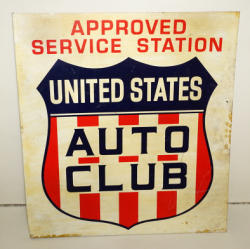 APPROVED
SERVICE STATION
UNITED STATES
AUTO
CLUB